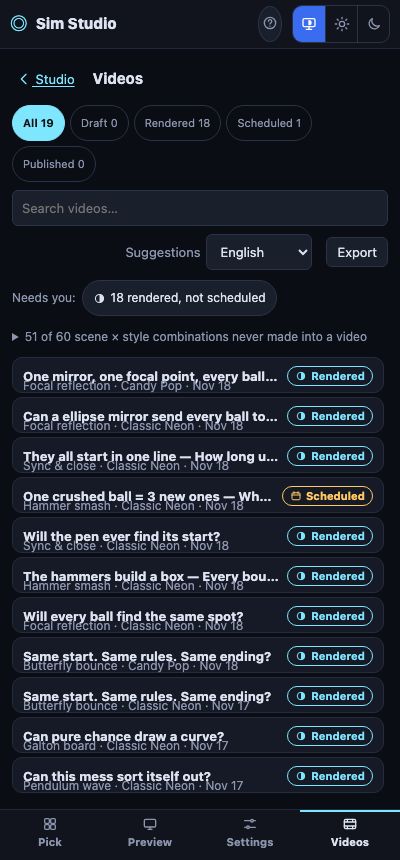 Sim Studio
Studio Videos
All 19 Draft 0 Rendered 18 Scheduled 1
Published 0
Search videos...
Suggestions English Export
Needs you: 18 rendered, not scheduled
51 of 60 scene × style combinations never made into a video
One mirror, one focal point, every ball... Rendered
Focal reflection · Candy Pop · Nov 18
Can a ellipse mirror send every ball to... Rendered
Focal reflection · Classic Neon · Nov 18
They all start in one line — How long u... Rendered
Sync & close · Classic Neon · Nov 18
One crushed ball = 3 new ones — Wh... Scheduled
Hammer smash · Classic Neon · Nov 18
Will the pen ever find its start? Rendered
Sync & close · Classic Neon · Nov 18
The hammers build a box — Every bou... Rendered
Hammer smash · Classic Neon · Nov 18
Will every ball find the same spot? Rendered
Focal reflection · Classic Neon · Nov 18
Same start. Same rules. Same ending? Rendered
Butterfly bounce · Candy Pop · Nov 18
Same start. Same rules. Same ending? Rendered
Butterfly bounce · Classic Neon · Nov 17
Can pure chance draw a curve? Rendered
Galton board · Classic Neon · Nov 17
Can this mess sort itself out? Rendered
Pendulum wave · Classic Neon · Nov 17
Pick Preview Settings Videos